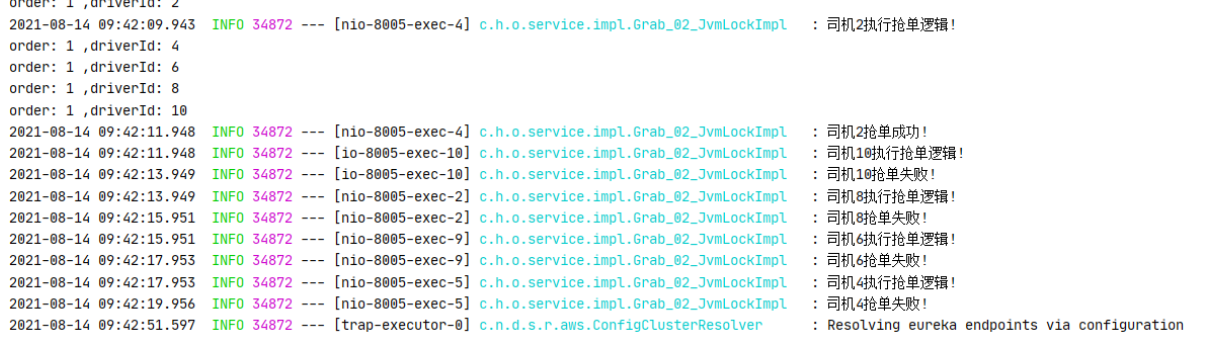 order: 1 ,driverId: 2
2021-08-14 09:42:09.943  INFO 34872 --- [nio-8005-exec-4] c.h.o.service.impl.Grab_02_JvmLockImpl   : 司机2执行抢单逻辑!
order: 1 ,driverId: 4
order: 1 ,driverId: 6
order: 1 ,driverId: 8
order: 1 ,driverId: 10
2021-08-14 09:42:11.948  INFO 34872 --- [nio-8005-exec-4] c.h.o.service.impl.Grab_02_JvmLockImpl   : 司机2抢单成功!
2021-08-14 09:42:11.948  INFO 34872 --- [io-8005-exec-10] c.h.o.service.impl.Grab_02_JvmLockImpl   : 司机10执行抢单逻辑!
2021-08-14 09:42:13.949  INFO 34872 --- [io-8005-exec-10] c.h.o.service.impl.Grab_02_JvmLockImpl   : 司机10抢单失败!
2021-08-14 09:42:13.949  INFO 34872 --- [nio-8005-exec-2] c.h.o.service.impl.Grab_02_JvmLockImpl   : 司机8执行抢单逻辑!
2021-08-14 09:42:15.951  INFO 34872 --- [nio-8005-exec-2] c.h.o.service.impl.Grab_02_JvmLockImpl   : 司机8抢单失败!
2021-08-14 09:42:15.951  INFO 34872 --- [nio-8005-exec-9] c.h.o.service.impl.Grab_02_JvmLockImpl   : 司机6执行抢单逻辑!
2021-08-14 09:42:17.953  INFO 34872 --- [nio-8005-exec-9] c.h.o.service.impl.Grab_02_JvmLockImpl   : 司机6抢单失败!
2021-08-14 09:42:17.953  INFO 34872 --- [nio-8005-exec-5] c.h.o.service.impl.Grab_02_JvmLockImpl   : 司机4执行抢单逻辑!
2021-08-14 09:42:19.956  INFO 34872 --- [nio-8005-exec-5] c.h.o.service.impl.Grab_02_JvmLockImpl   : 司机4抢单失败!
2021-08-14 09:42:51.597  INFO 34872 --- [trap-executor-0] c.n.d.s.r.aws.ConfigClusterResolver      : Resolving eureka endpoints via configuration